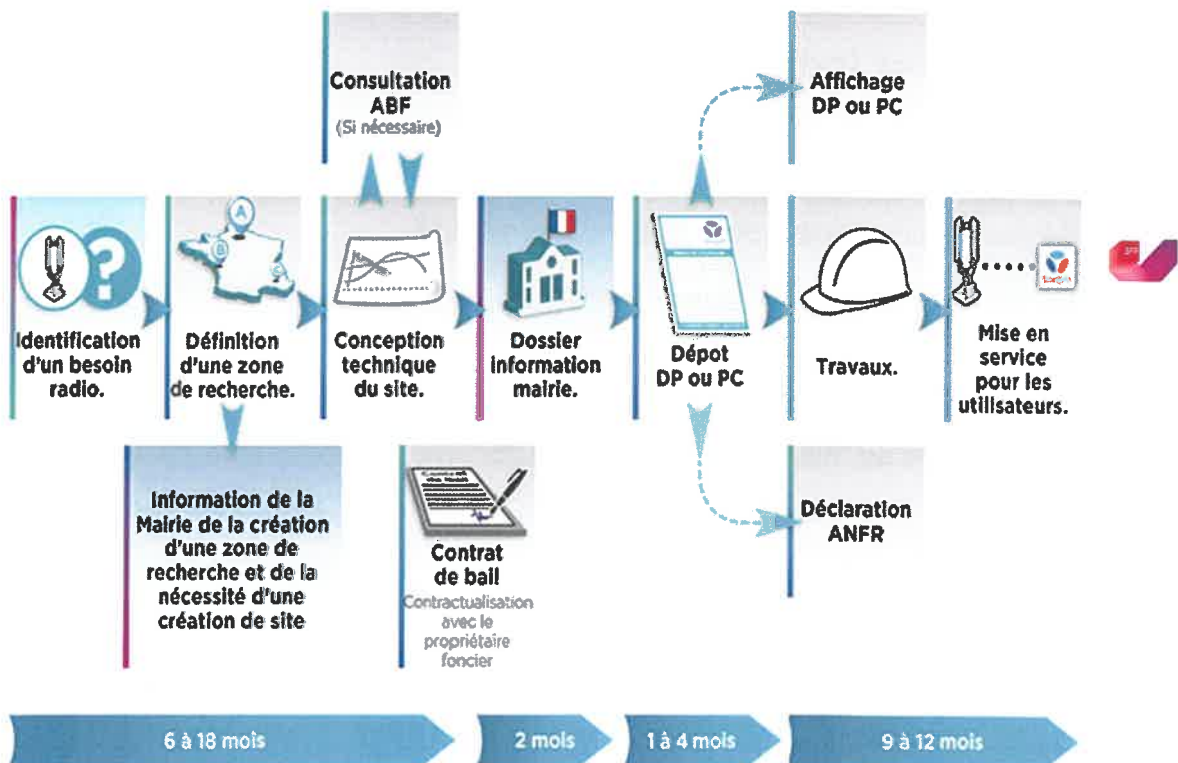 Consultation
ABF
(Si nécessaire)
Affichage
DP ou PC
A
B
C
?
Identification
d'un besoin
radio.
Définition
d'une zone
de recherche.
Conception
technique
du site.
Dossier
information
mairie.
Dépot
DP ou PC
Travaux.
Mise en
service
pour les
utilisateurs.
SFR
Information de la
Mairie de la création
d'une zone de
recherche et de la
nécessité d'une
création de site
Contrat
de bail
Contractualisation
avec le
propriétaire
foncier
Déclaration
ANFR
6 à 18 mois
2 mois
1 à 4 mois
9 à 12 mois